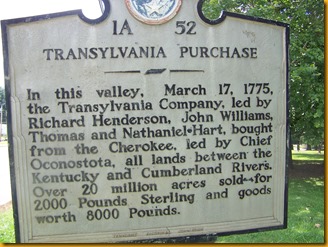 1A 52
TRANSYLVANIA PURCHASE
In this valley, March 17, 1775,
the Transylvania Company, led by
Richard Henderson, John Williams,
Thomas and Nathaniel Hart, bought
from the Cherokee, led by Chief
Oconostota, all lands between the
Kentucky and Cumberland Rivers.
Over 20 million acres sold for
2000 Pounds Sterling and goods
worth 8000 Pounds.